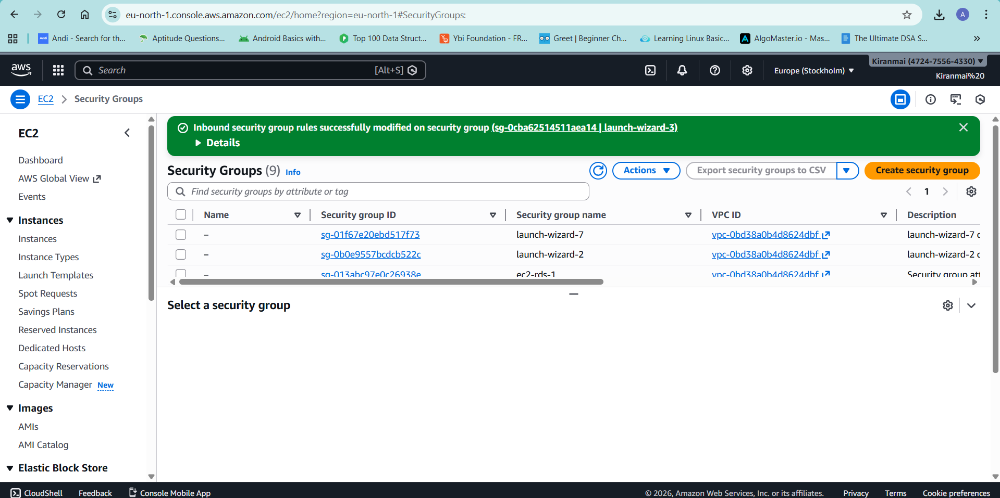 eu-north-1.console.aws.amazon.com/ec2/home?region=eu-north-1#SecurityGroups:
A
Andi
Andi - Search for th...
Aptitude Questions...
Android Basics with...
Top 100 Data Struct...
Ybi Foundation - FR...
Greet | Beginner Ch...
Learning Linux Basic...
AlgoMaster.io - Mas...
The Ultimate DSA S...
»
aws
Search
[Alt+S]
Europe (Stockholm)
Kiranmai (4724-7556-4330)
Kiranmai%20
EC2
Security Groups
EC2
Dashboard
AWS Global View
Events
Instances
Instances
Instance Types
Launch Templates
Spot Requests
Savings Plans
Reserved Instances
Dedicated Hosts
Capacity Reservations
Capacity Manager New
Images
AMIs
AMI Catalog
Elastic Block Store
Inbound security group rules successfully modified on security group (sg-0cba62514511aea14 | launch-wizard-3)
Details
Security Groups (9) Info
Actions
Export security groups to CSV
Create security group
Find security groups by attribute or tag
1
Name Security group ID Security group name VPC ID Description
– sg-01f67e20ebd517f73 launch-wizard-7 vpc-0bd38a0b4d8624dbf launch-wizard-7 c
– sg-0b0e9557bcdcb522c launch-wizard-2 vpc-0bd38a0b4d8624dbf launch-wizard-2 c
– sg-013abc97e0c26938e ec2-rds-1 vpc-0bd38a0b4d8624dbf Security group att
Select a security group
CloudShell
Feedback
Console Mobile App
© 2026, Amazon Web Services, Inc. or its affiliates.
Privacy
Terms
Cookie preferences